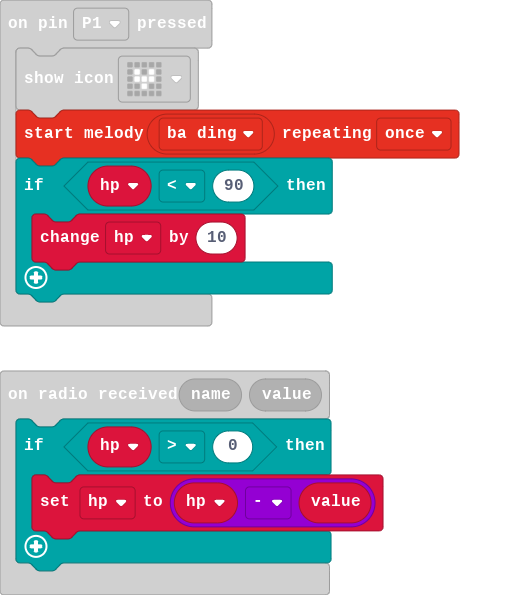 on pin P1 pressed
show icon
start melody ba ding repeating once
if hp < 90 then
change hp by 10
on radio received name value
if hp > 0 then
set hp to hp - value